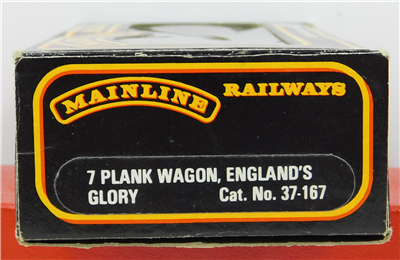 MAINLINE RAILWAYS
7 PLANK WAGON, ENGLAND'S
GLORY Cat. No. 37-167